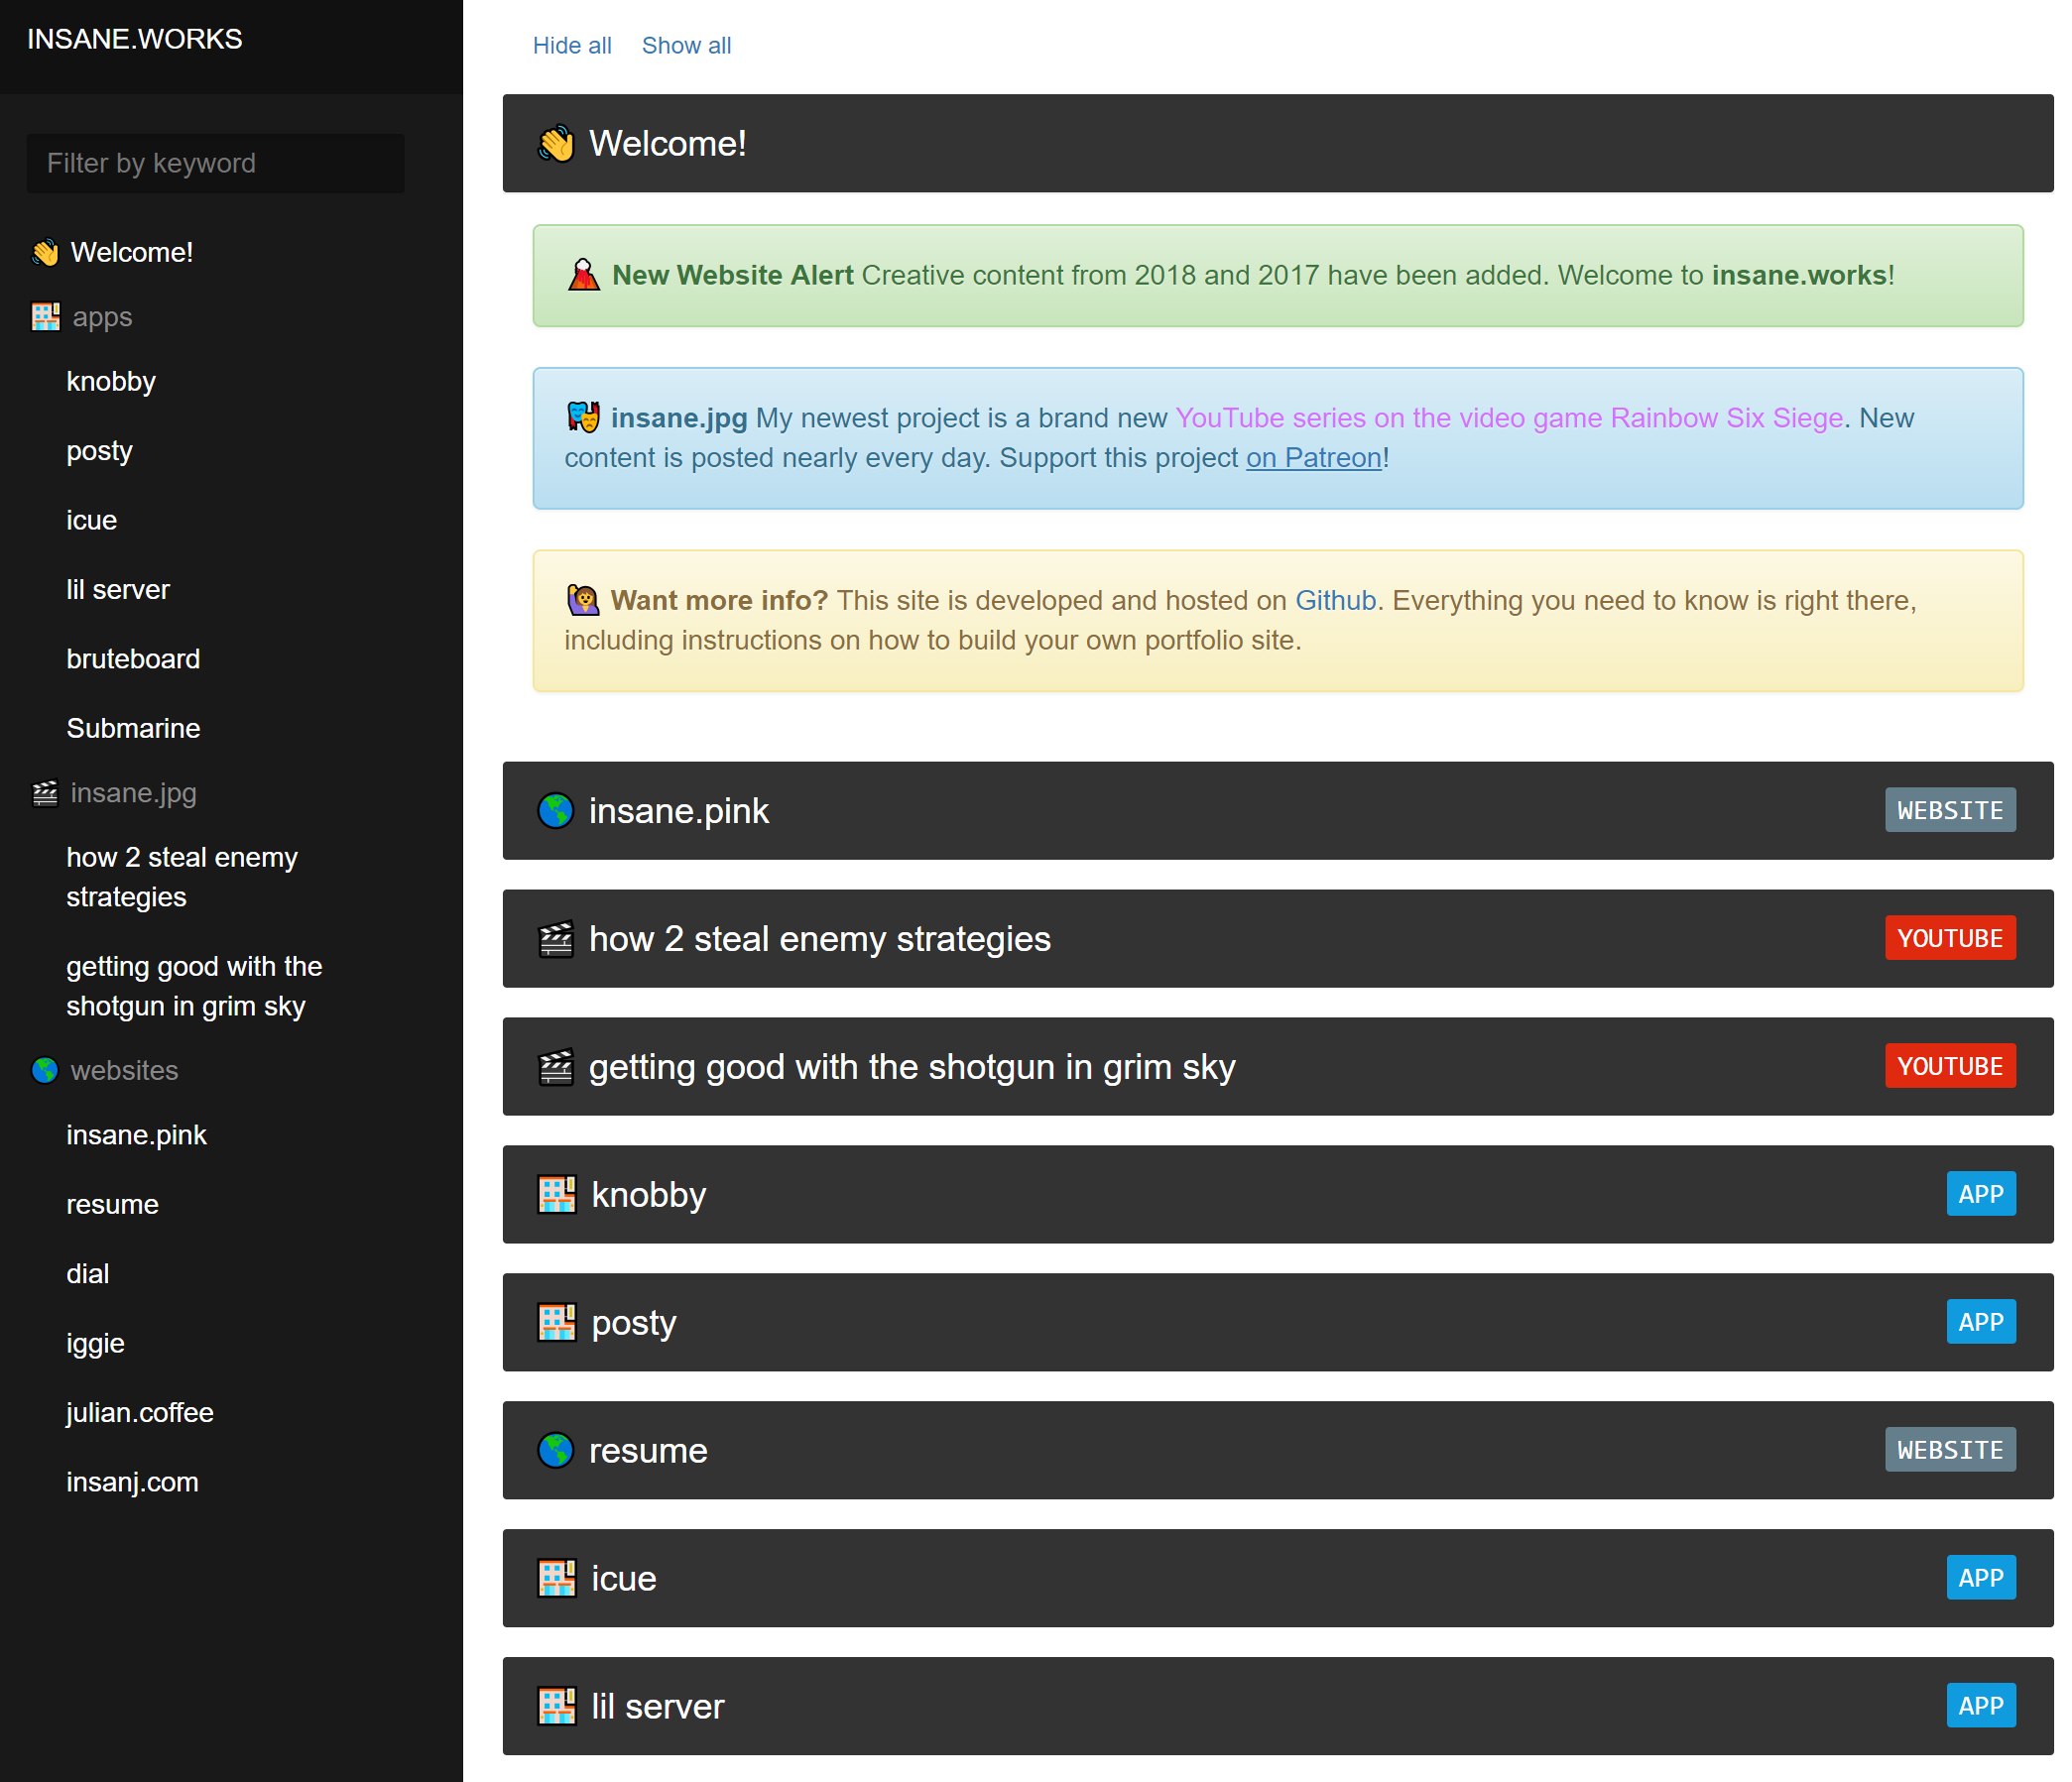 INSANE.WORKS
Filter by keyword
Welcome!
apps
knobby
posty
icue
lil server
bruteboard
Submarine
insane.jpg
how 2 steal enemy
strategies
getting good with the
shotgun in grim sky
websites
insane.pink
resume
dial
iggie
julian.coffee
insanj.com
Hide all Show all
Welcome!
New Website Alert Creative content from 2018 and 2017 have been added. Welcome to insane.works!
insane.jpg My newest project is a brand new YouTube series on the video game Rainbow Six Siege. New
content is posted nearly every day. Support this project on Patreon!
Want more info? This site is developed and hosted on Github. Everything you need to know is right there,
including instructions on how to build your own portfolio site.
insane.pink WEBSITE
how 2 steal enemy strategies YOUTUBE
getting good with the shotgun in grim sky YOUTUBE
knobby APP
posty APP
resume WEBSITE
icue APP
lil server APP